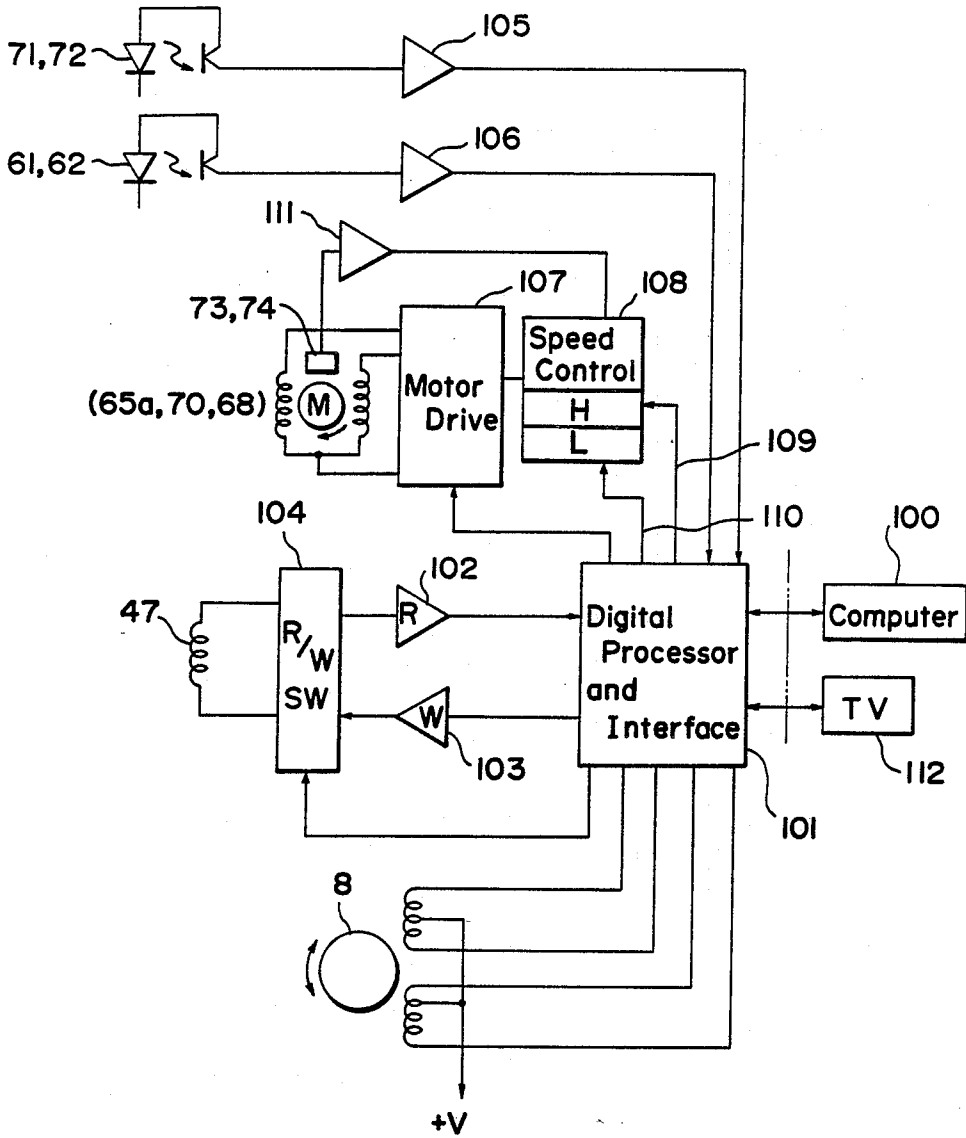 105
71,72
106
61,62
111
107
108
73,74
Speed
Control
Motor
Drive
(65a,70,68)
M
H
L
109
110
104
102
100
47
R
Digital
Processor
and
Interface
Computer
R/W
SW
W
TV
103
112
101
8
+V